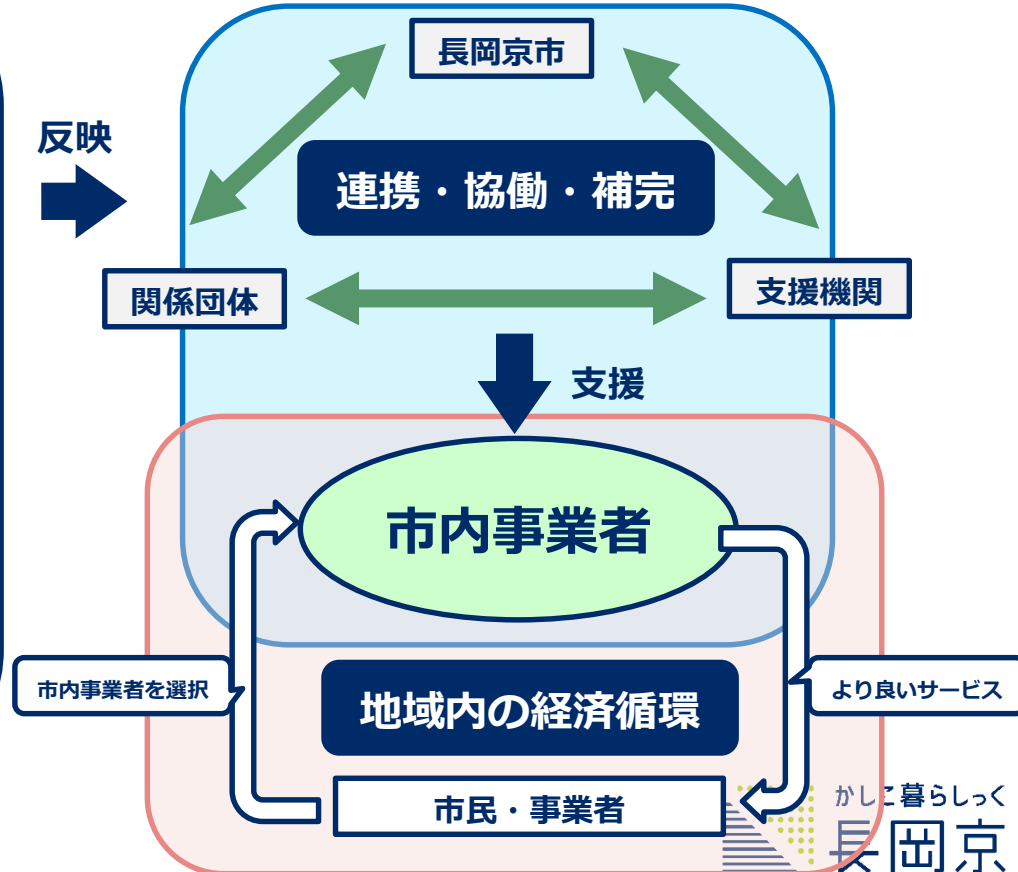 長岡京市
反映
連携・協働・補完
関係団体
支援機関
支援
市内事業者
市内事業者を選択
より良いサービス
地域内の経済循環
市民・事業者
かしこ暮らしっく
長岡京